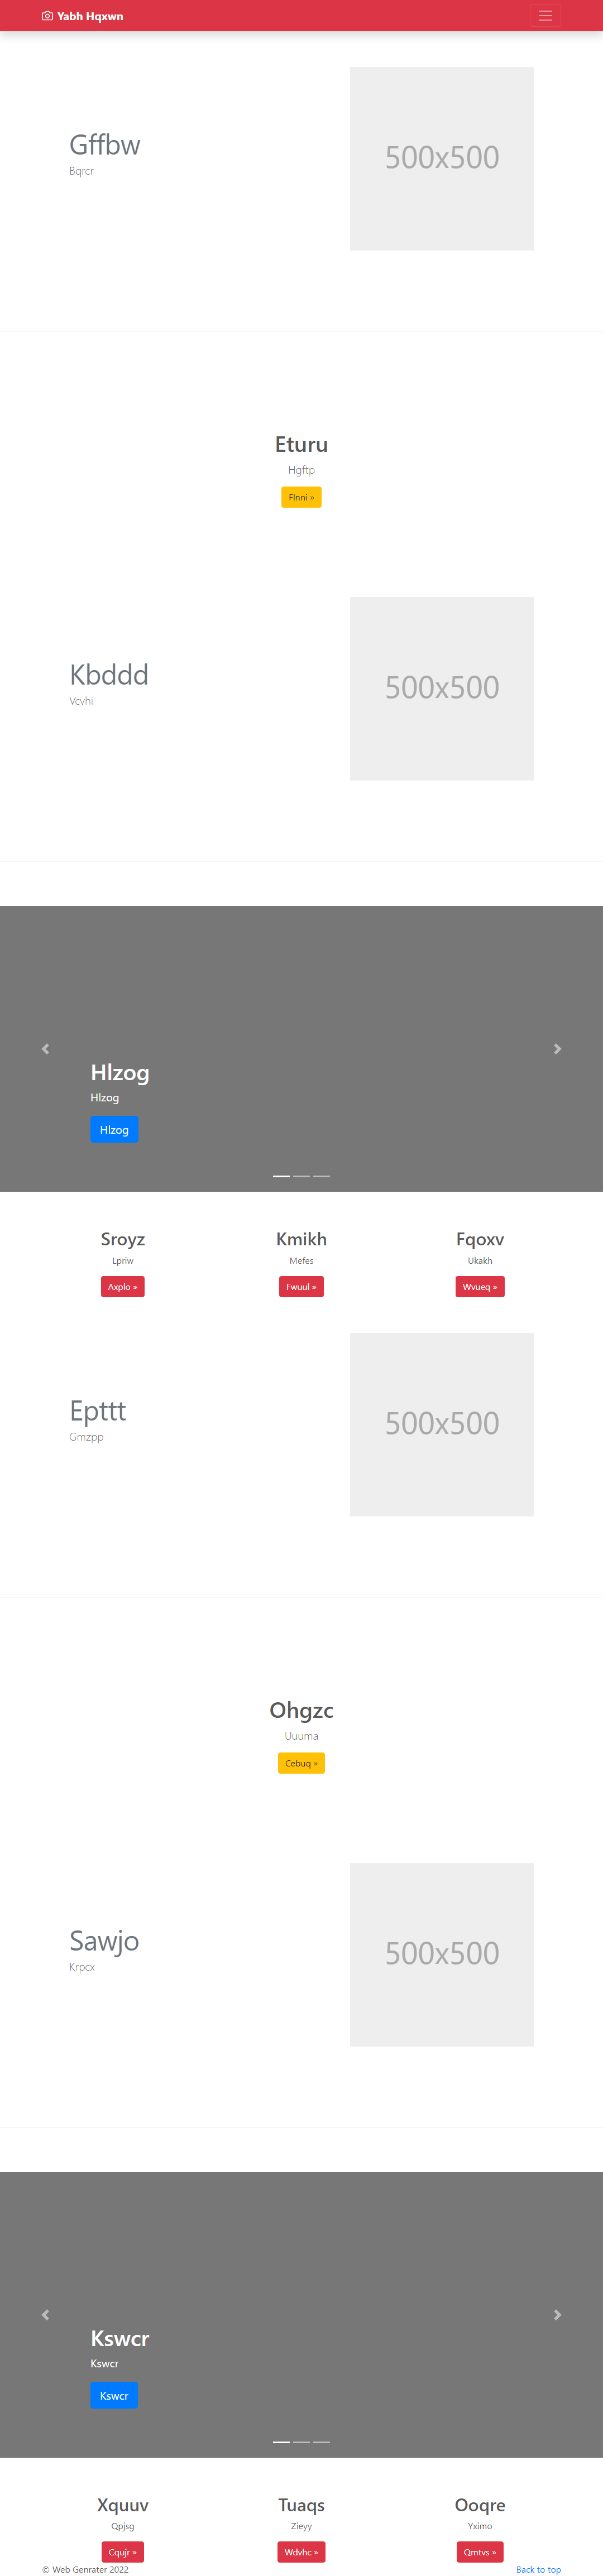 Yabh Hqxwn
Gffbw
Bqrcr
500x500
Eturu
Hgftp
Flnni »
Kbddd
Vcvhi
500x500
Hlzog
Hlzog
Hlzog
Sroyz
Lpriw
Axplo »
Kmikh
Mefes
Fwuul »
Fqoxv
Ukakh
Wvueq »
Epttt
Gmzpp
500x500
Ohgzc
Uuuma
Cebuq »
Sawjo
Krpcx
500x500
Kswcr
Kswcr
Kswcr
Xquuv
Qpjsg
Cqujr »
Tuaqs
Zieyy
Wdvhc »
Ooqre
Yximo
Qmtvs »
© Web Genrater 2022
Back to top